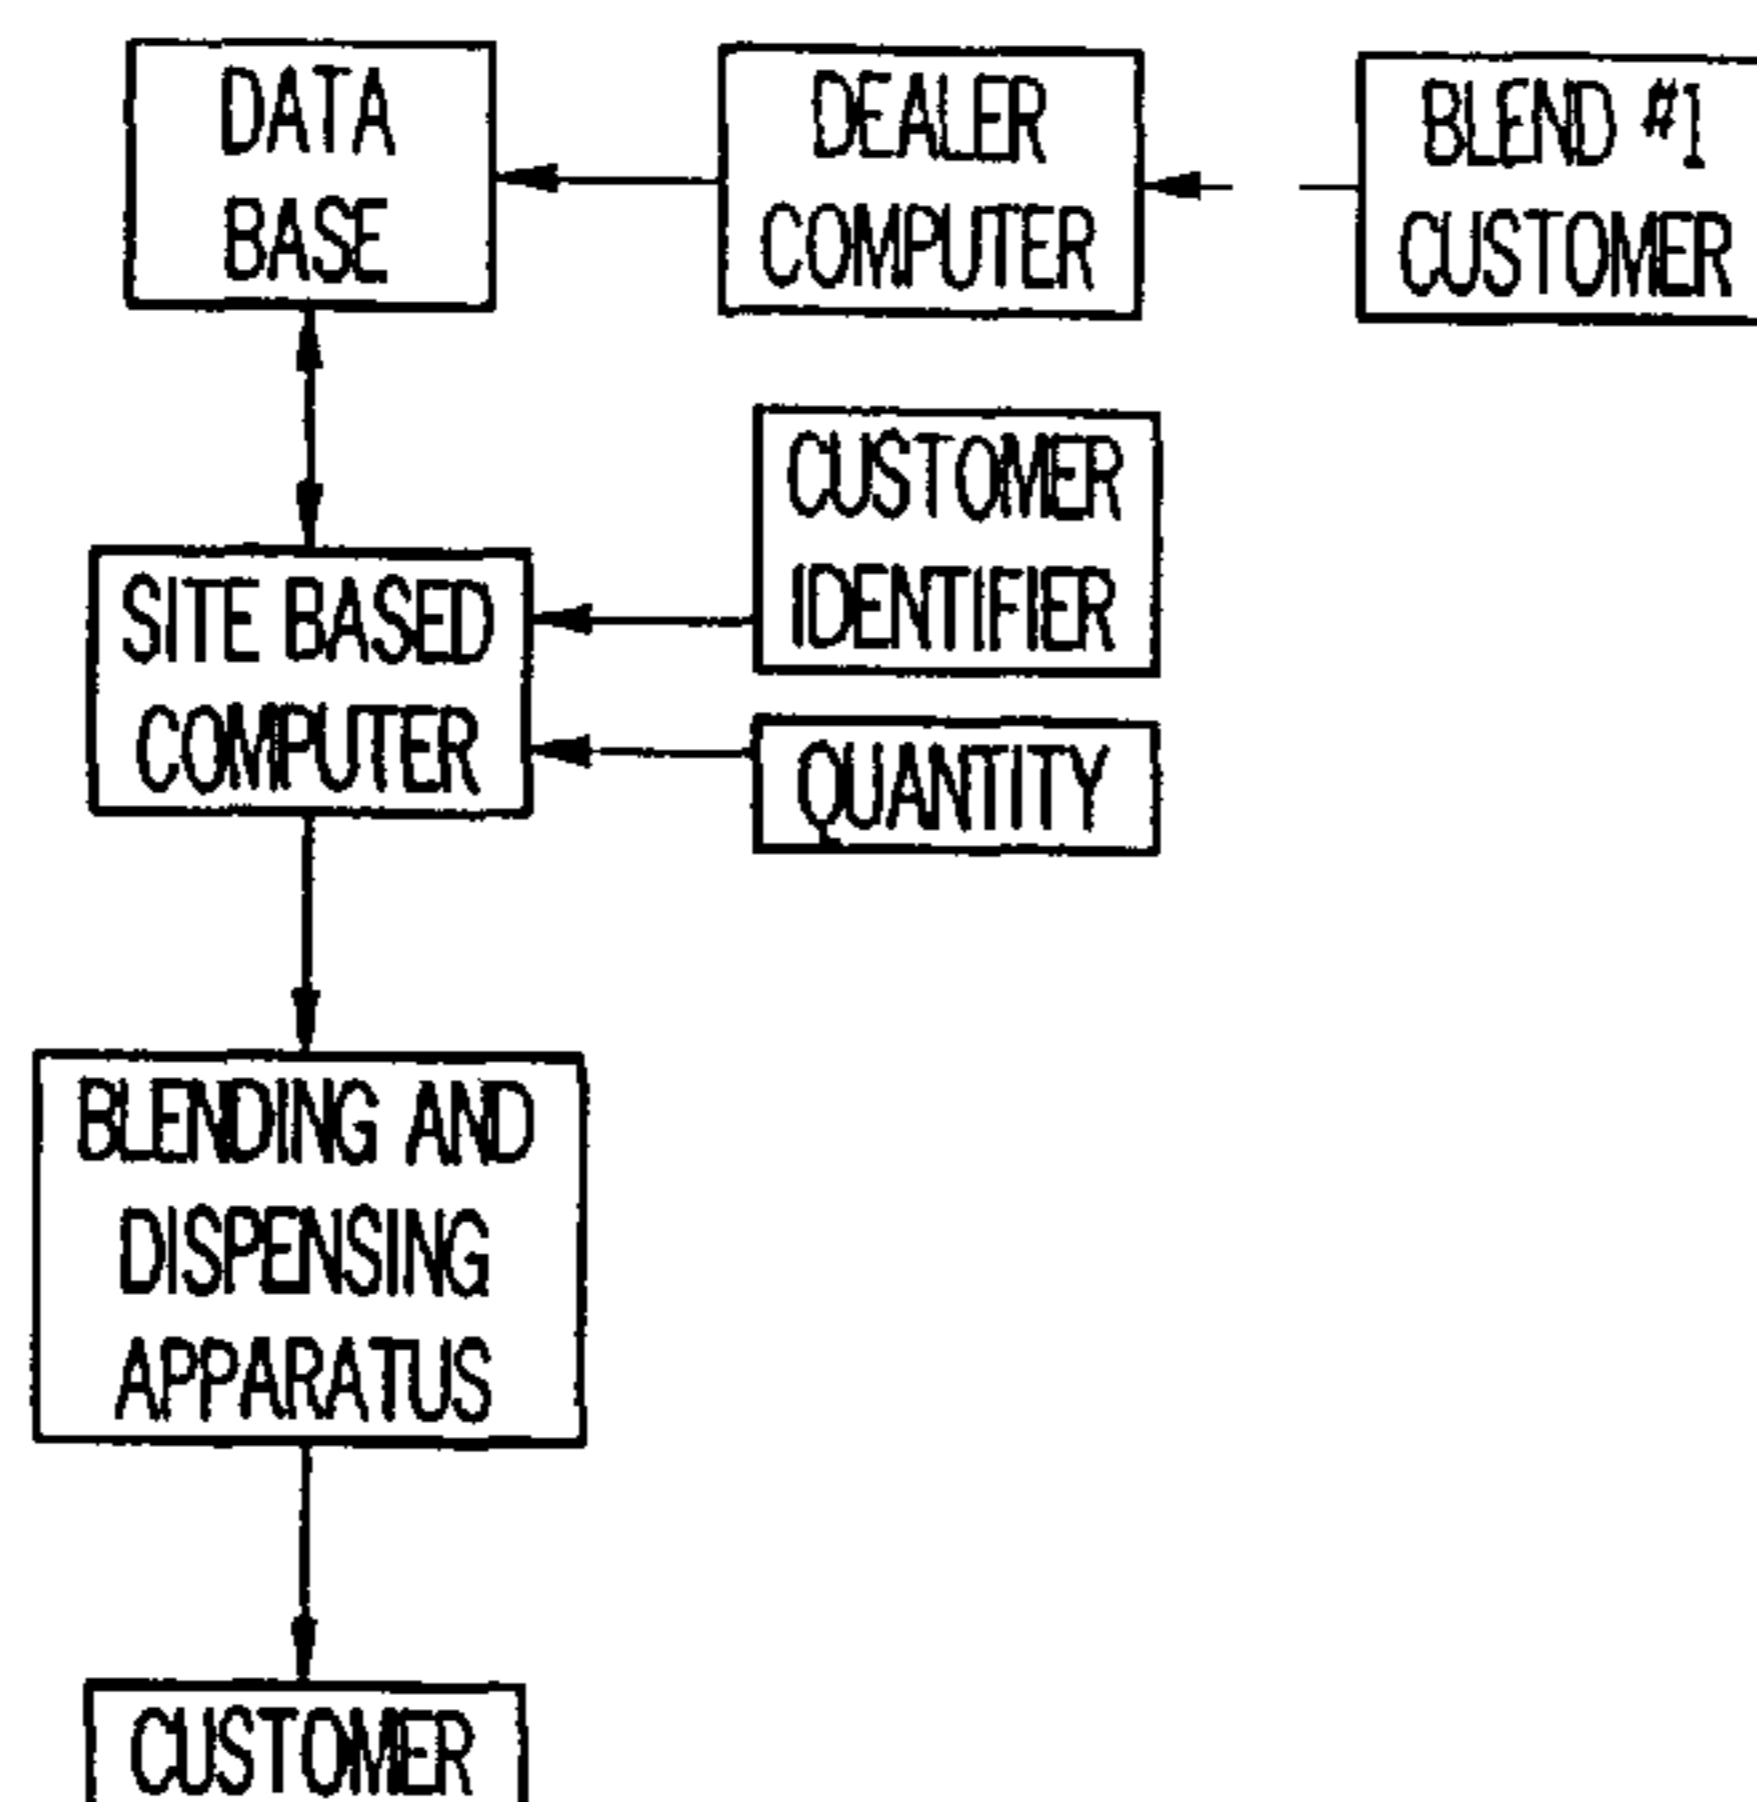 DATA
BASE
DEALER
COMPUTER
BLEND #1
CUSTOMER
CUSTOMER
IDENTIFIER
SITE BASED
COMPUTER
QUANTITY
BLENDING AND
DISPENSING
APPARATUS
CUSTOMER